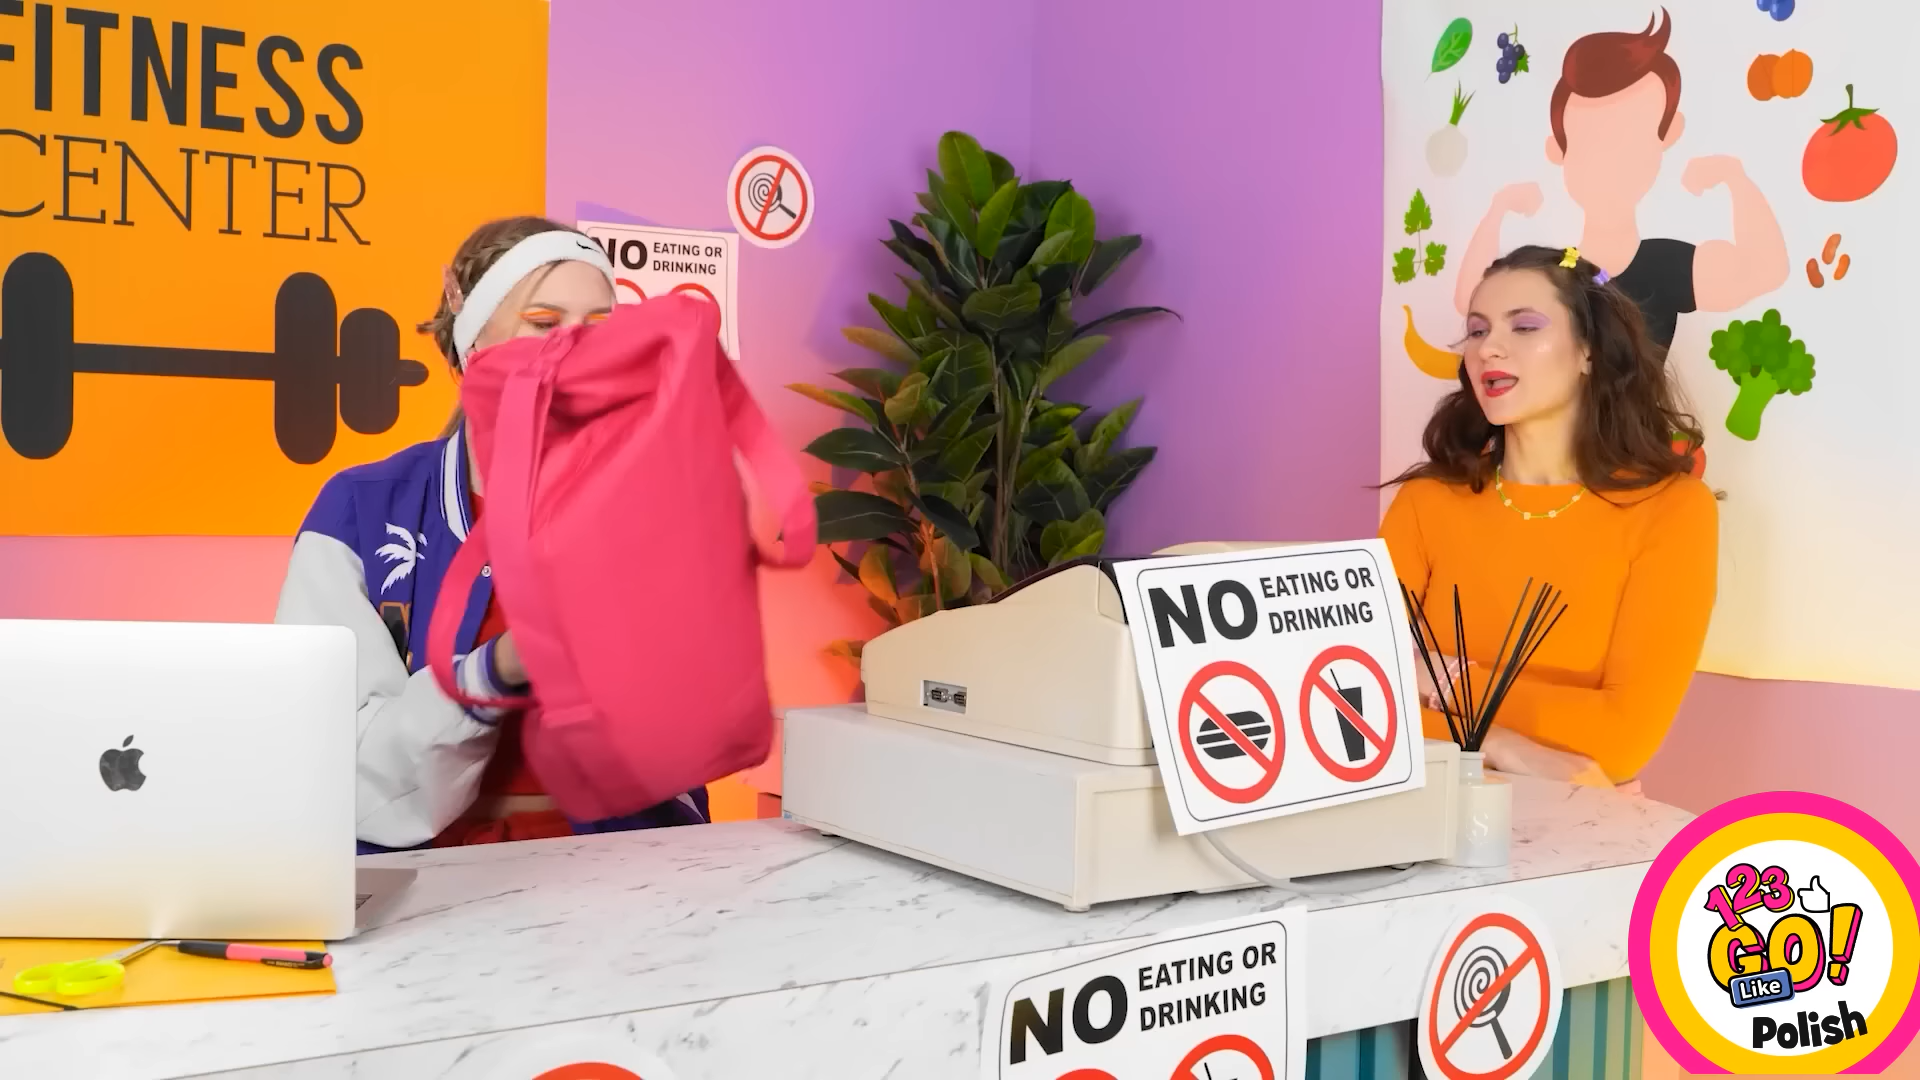 FITNESS
CENTER
NO EATING OR
DRINKING
NO EATING OR
DRINKING
NO EATING OR
DRINKING
S
123
GO!
Like
Polish